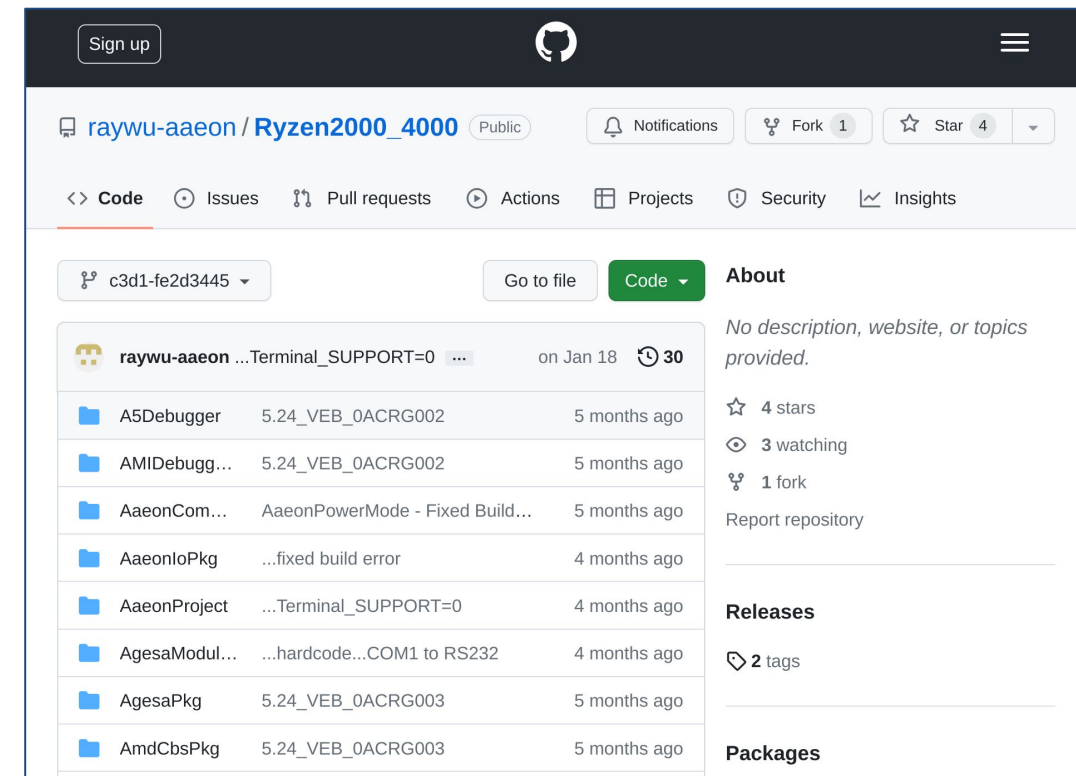 Sign up
raywu-aaeon / Ryzen2000_4000 Public
Notifications Fork 1 Star 4
Code Issues Pull requests Actions Projects Security Insights
c3d1-fe2d3445 Go to file Code
raywu-aaeon ...Terminal_SUPPORT=0 ... on Jan 18 30
A5Debugger 5.24_VEB_0ACRG002 5 months ago
AMIDebugg... 5.24_VEB_0ACRG002 5 months ago
AaeonCom... AaeonPowerMode - Fixed Build... 5 months ago
AaeonIoPkg ...fixed build error 4 months ago
AaeonProject ...Terminal_SUPPORT=0 4 months ago
AgesaModul... ...hardcode...COM1 to RS232 4 months ago
AgesaPkg 5.24_VEB_0ACRG003 5 months ago
AmdCbsPkg 5.24_VEB_0ACRG003 5 months ago
About
No description, website, or topics
provided.
4 stars
3 watching
1 fork
Report repository
Releases
2 tags
Packages